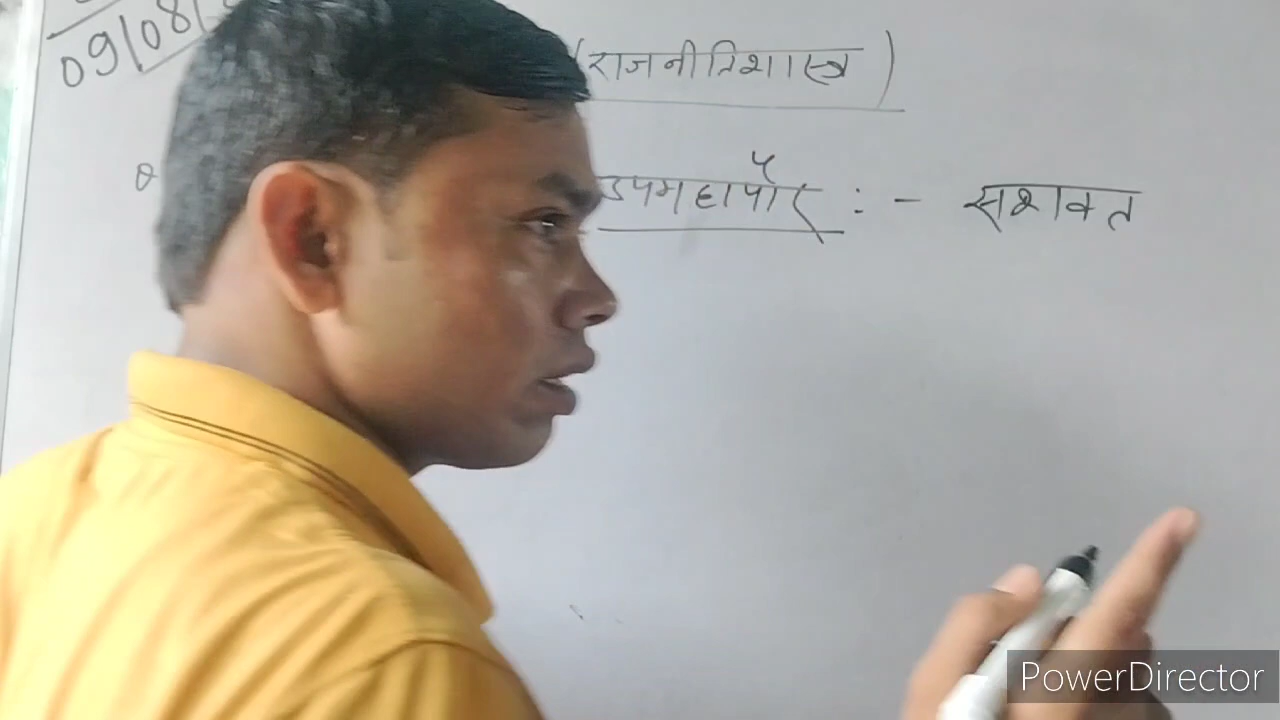 09/08/
(राजनीतिशास्त्र)
उपमहापौर :- सशक्त
PowerDirector